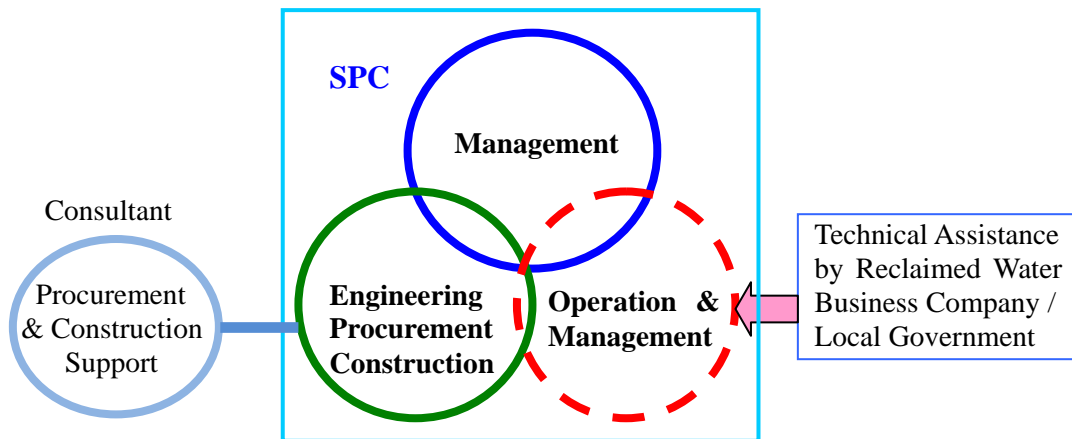 SPC
Management
Consultant
Procurement
& Construction
Support
Engineering
Procurement
Construction
Operation &
Management
Technical Assistance
by Reclaimed Water
Business Company /
Local Government